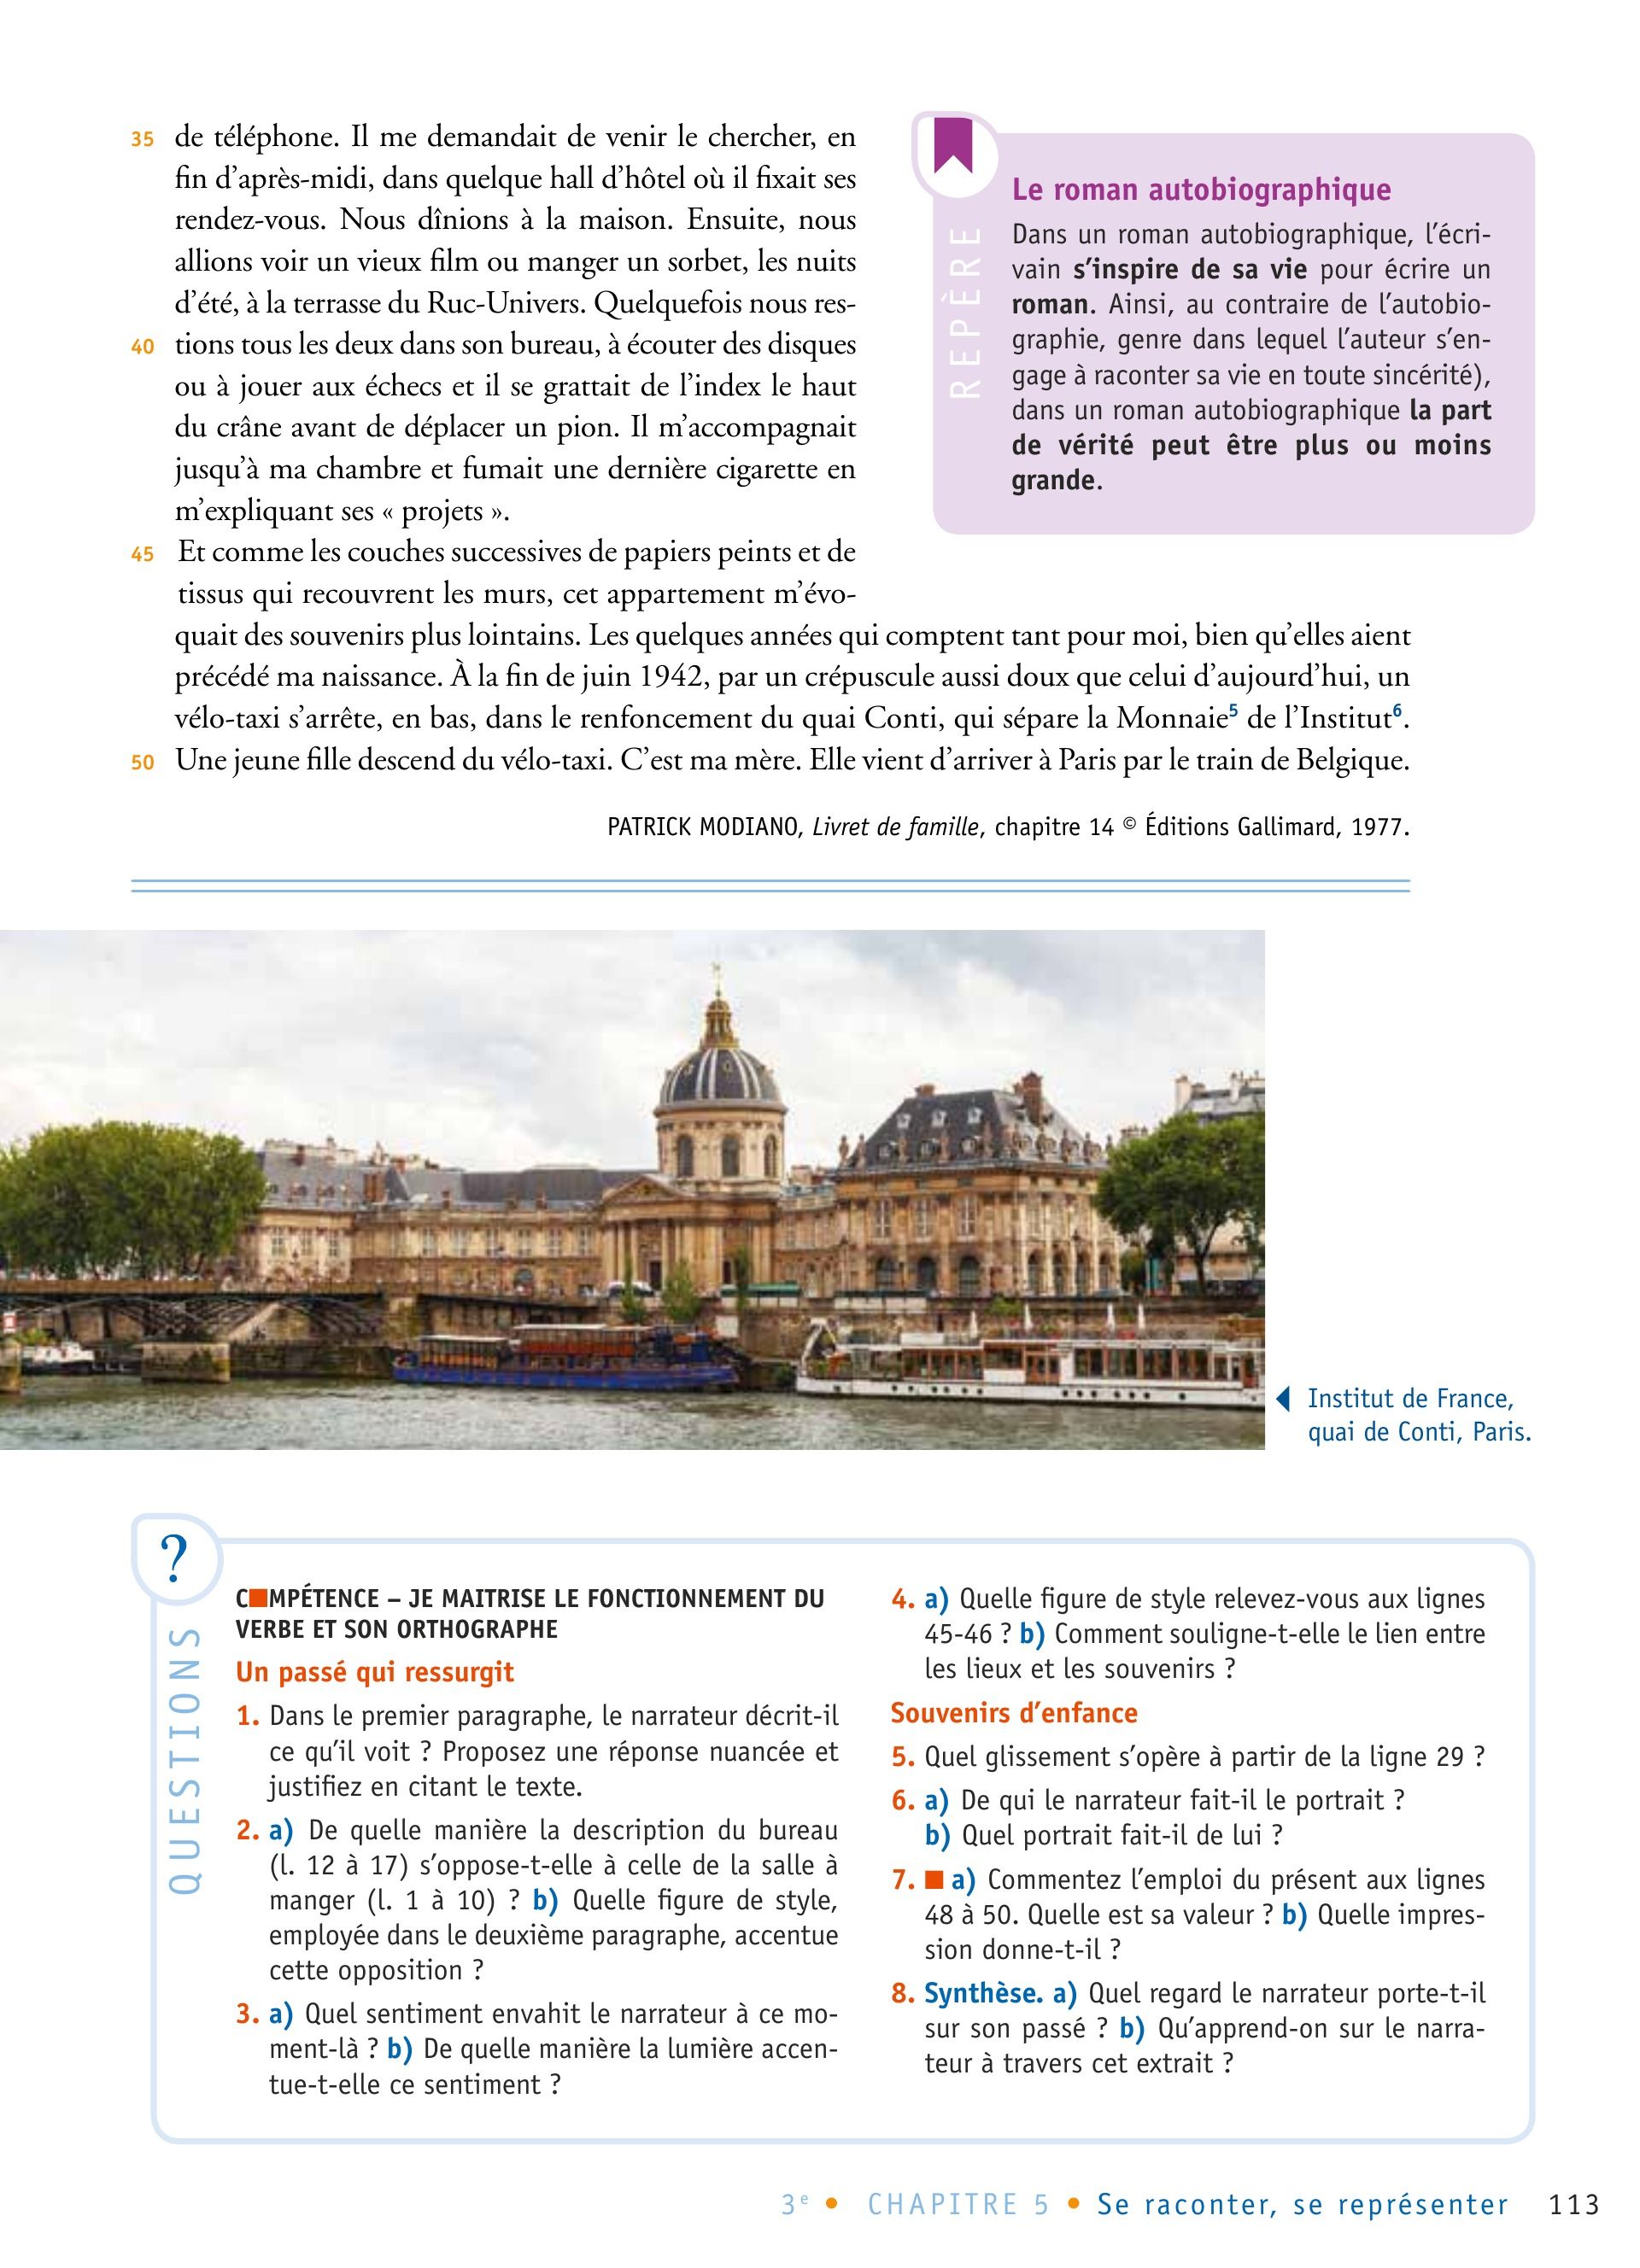 35 de téléphone. Il me demandait de venir le chercher, en
fin d’après-midi, dans quelque hall d’hôtel où il fixait ses
rendez-vous. Nous dînions à la maison. Ensuite, nous
allions voir un vieux film ou manger un sorbet, les nuits
d’été, à la terrasse du Ruc-Univers. Quelquefois nous res-
40 tions tous les deux dans son bureau, à écouter des disques
ou à jouer aux échecs et il se grattait de l’index le haut
du crâne avant de déplacer un pion. Il m’accompagnait
jusqu’à ma chambre et fumait une dernière cigarette en
m’expliquant ses « projets ».
45 Et comme les couches successives de papiers peints et de
tissus qui recouvrent les murs, cet appartement m’évo-
quait des souvenirs plus lointains. Les quelques années qui comptent tant pour moi, bien qu’elles aient
précédé ma naissance. À la fin de juin 1942, par un crépuscule aussi doux que celui d’aujourd’hui, un
vélo-taxi s’arrête, en bas, dans le renfoncement du quai Conti, qui sépare la Monnaie5 de l’Institut6.
50 Une jeune fille descend du vélo-taxi. C’est ma mère. Elle vient d’arriver à Paris par le train de Belgique.
PATRICK MODIANO, Livret de famille, chapitre 14 © Éditions Gallimard, 1977.
REPÈRE
Le roman autobiographique
Dans un roman autobiographique, l’écri-
vain s’inspire de sa vie pour écrire un
roman. Ainsi, au contraire de l’autobio-
graphie, genre dans lequel l’auteur s’en-
gage à raconter sa vie en toute sincérité),
dans un roman autobiographique la part
de vérité peut être plus ou moins
grande.
Institut de France,
quai de Conti, Paris.
?
QUESTIONS
C■MPÉTENCE – JE MAITRISE LE FONCTIONNEMENT DU
VERBE ET SON ORTHOGRAPHE
Un passé qui ressurgit
1. Dans le premier paragraphe, le narrateur décrit-il
ce qu’il voit ? Proposez une réponse nuancée et
justifiez en citant le texte.
2. a) De quelle manière la description du bureau
(l. 12 à 17) s’oppose-t-elle à celle de la salle à
manger (l. 1 à 10) ? b) Quelle figure de style,
employée dans le deuxième paragraphe, accentue
cette opposition ?
3. a) Quel sentiment envahit le narrateur à ce mo-
ment-là ? b) De quelle manière la lumière accen-
tue-t-elle ce sentiment ?
4. a) Quelle figure de style relevez-vous aux lignes
45-46 ? b) Comment souligne-t-elle le lien entre
les lieux et les souvenirs ?
Souvenirs d’enfance
5. Quel glissement s’opère à partir de la ligne 29 ?
6. a) De qui le narrateur fait-il le portrait ?
b) Quel portrait fait-il de lui ?
7. ■ a) Commentez l’emploi du présent aux lignes
48 à 50. Quelle est sa valeur ? b) Quelle impres-
sion donne-t-il ?
8. Synthèse. a) Quel regard le narrateur porte-t-il
sur son passé ? b) Qu’apprend-on sur le narra-
teur à travers cet extrait ?
3e • CHAPITRE 5 • Se raconter, se représenter 113